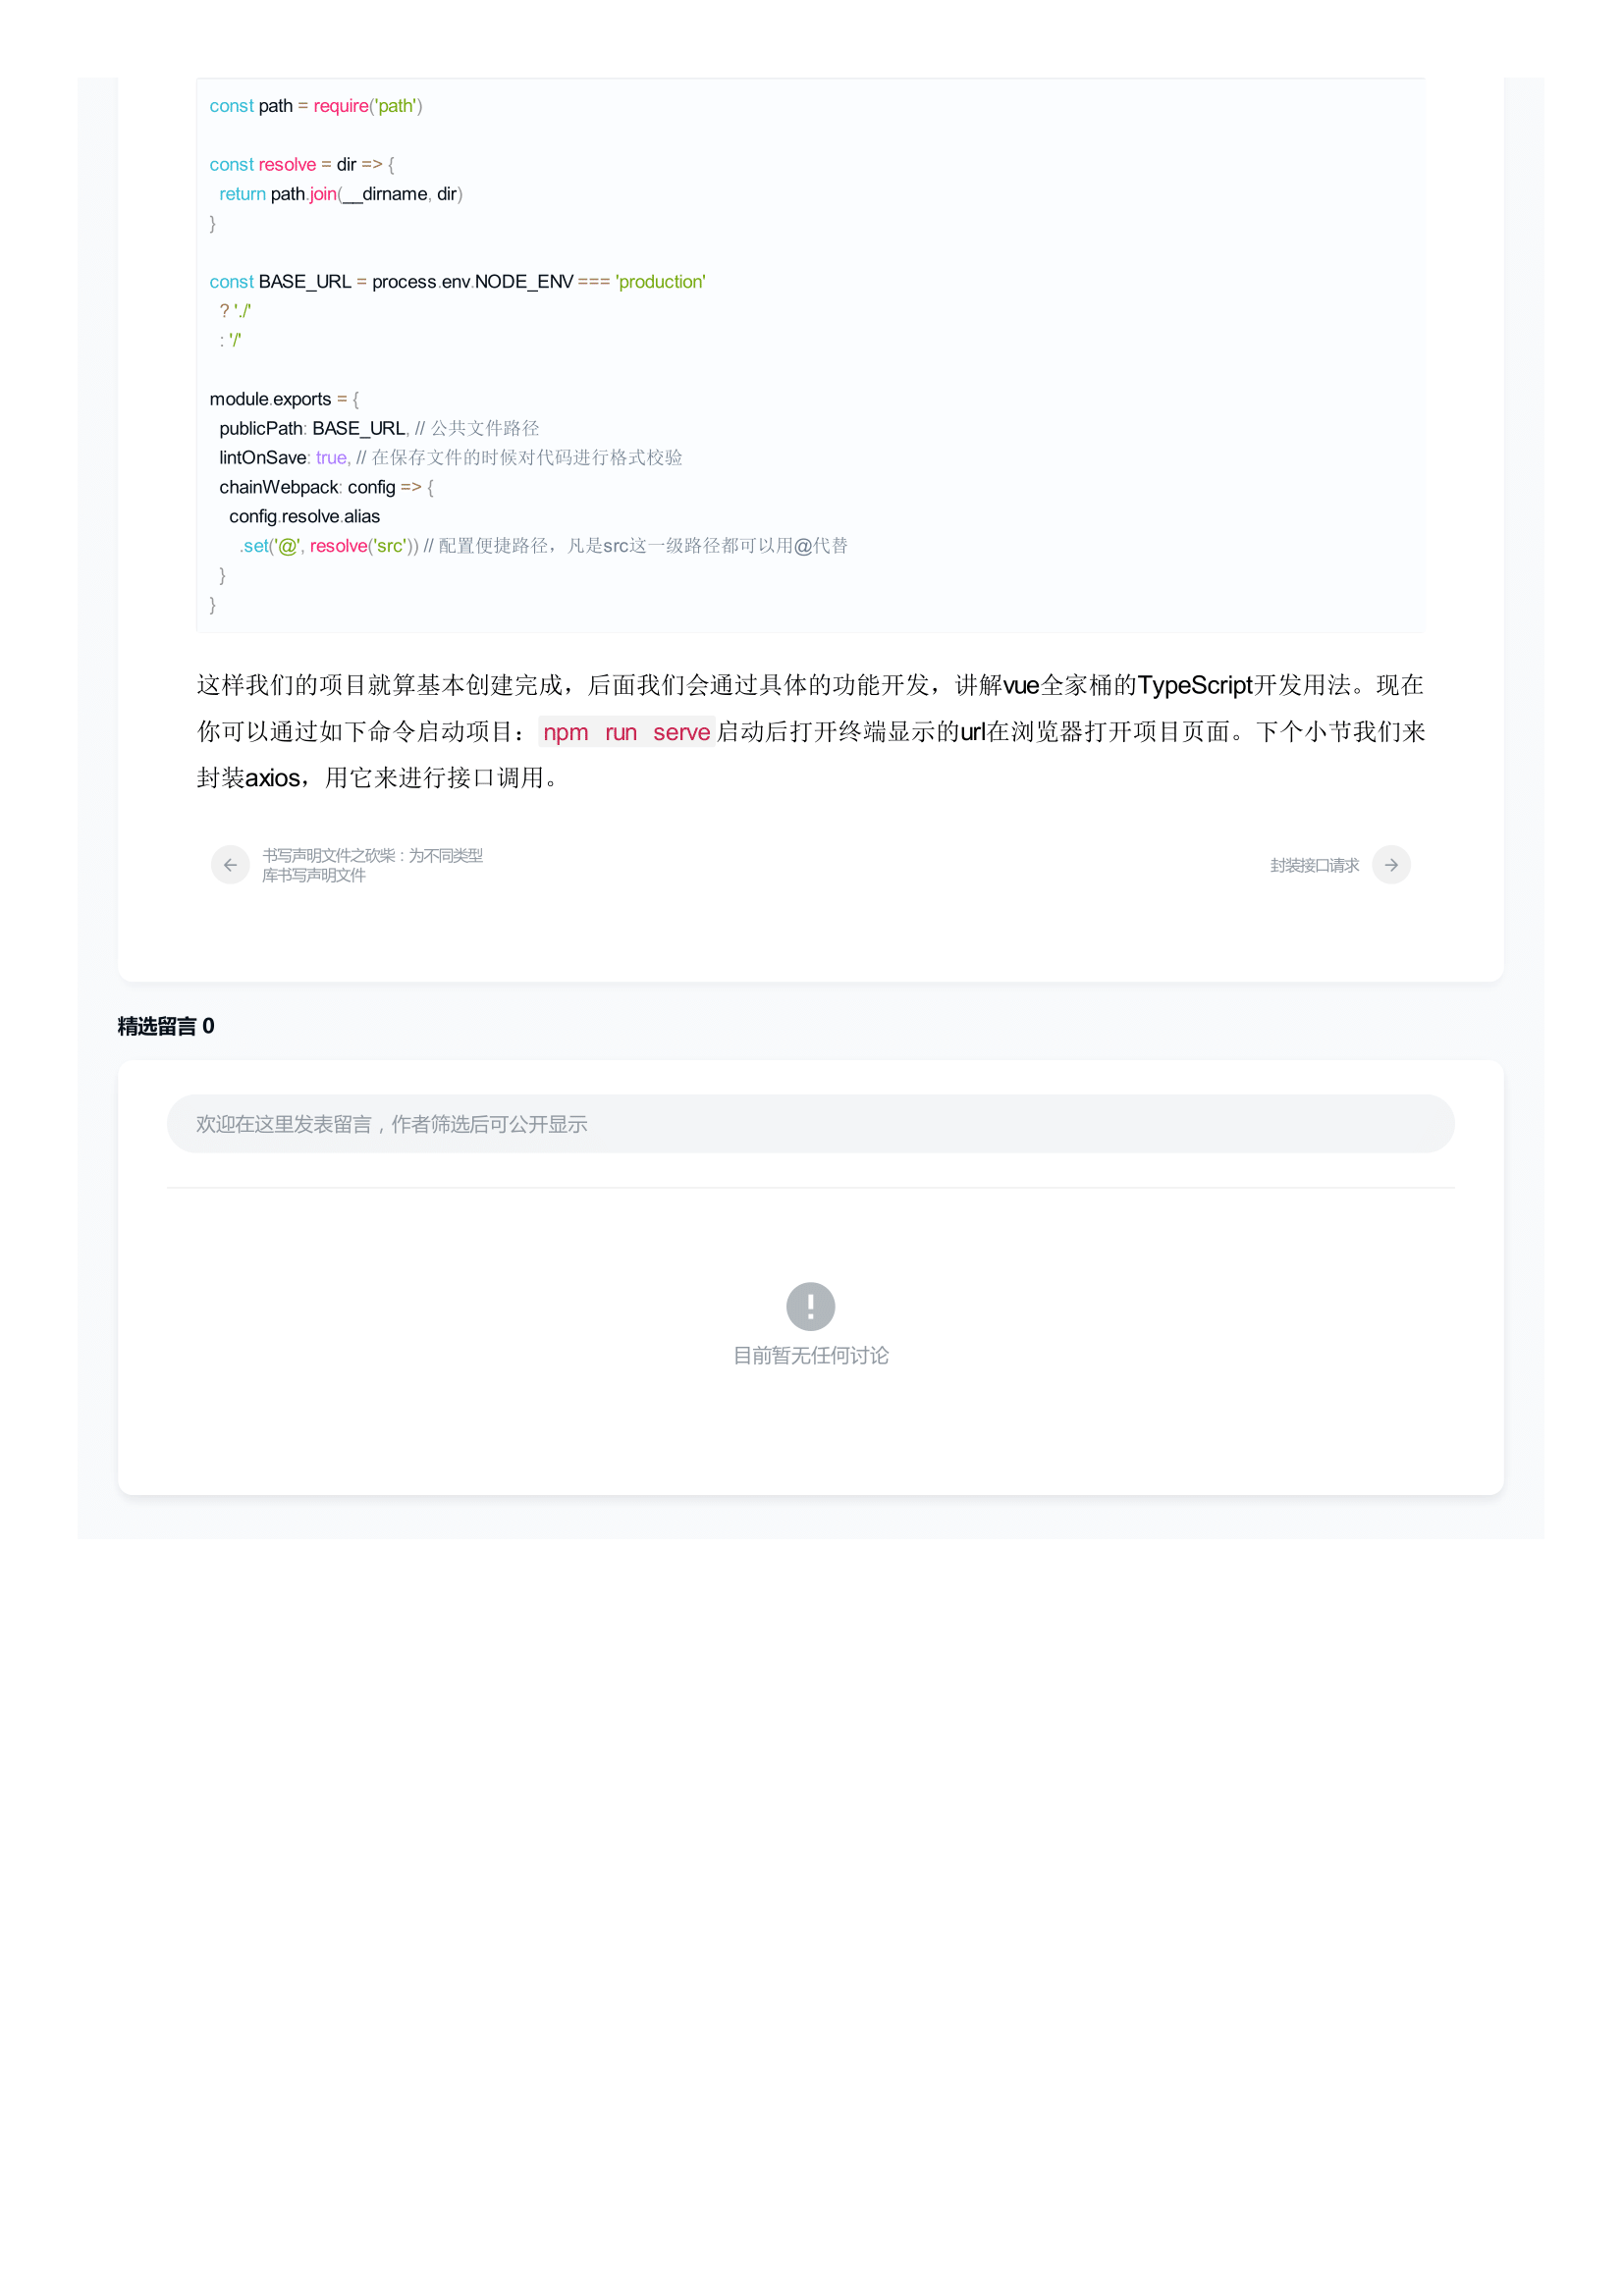 const path = require('path')
const resolve = dir => {
  return path.join(__dirname, dir)
}
const BASE_URL = process.env.NODE_ENV === 'production'
  ? './'
  : '/'
module.exports = {
  publicPath: BASE_URL, // 公共文件路径
  lintOnSave: true, // 在保存文件的时候对代码进行格式校验
  chainWebpack: config => {
    config.resolve.alias
      .set('@', resolve('src')) // 配置便捷路径，凡是src这一级路径都可以用@代替
  }
}
这样我们的项目就算基本创建完成，后面我们会通过具体的功能开发，讲解vue全家桶的TypeScript开发用法。现在
你可以通过如下命令启动项目：npm run serve启动后打开终端显示的url在浏览器打开项目页面。下个小节我们来
封装axios，用它来进行接口调用。
书写声明文件之砍柴：为不同类型
库书写声明文件
封装接口请求
精选留言 0
欢迎在这里发表留言，作者筛选后可公开显示
目前暂无任何讨论